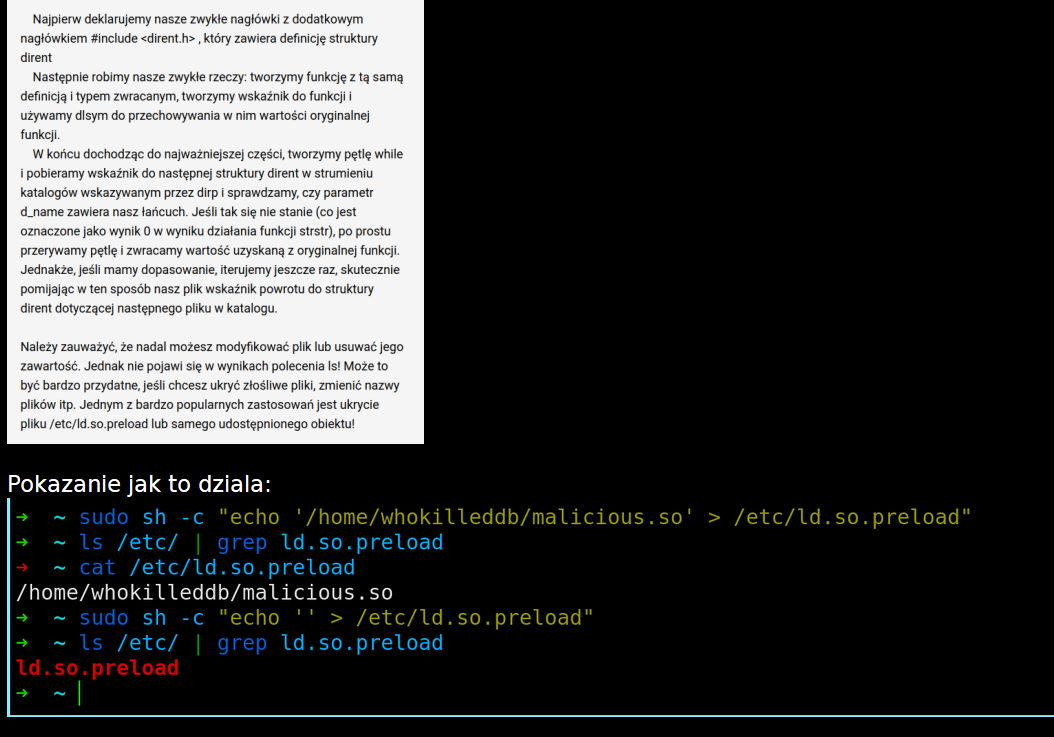 Najpierw deklarujemy nasze zwykłe nagłówki z dodatkowym
nagłówkiem #include <dirent.h> , który zawiera definicję struktury
dirent
Następnie robimy nasze zwykłe rzeczy: tworzymy funkcję z tą samą
definicją i typem zwracanym, tworzymy wskaźnik do funkcji i
używamy dlsym do przechowywania w nim wartości oryginalnej
funkcji.
W końcu dochodząc do najważniejszej części, tworzymy pętlę while
i pobieramy wskaźnik do następnej struktury dirent w strumieniu
katalogów wskazywanym przez dirp i sprawdzamy, czy parametr
d_name zawiera nasz łańcuch. Jeśli tak się nie stanie (co jest
oznaczone jako wynik 0 w wyniku działania funkcji strstr), po prostu
przerywamy pętlę i zwracamy wartość uzyskaną z oryginalnej funkcji.
Jednakże, jeśli mamy dopasowanie, iterujemy jeszcze raz, skutecznie
pomijając w ten sposób nasz plik wskaźnik powrotu do struktury
dirent dotyczącej następnego pliku w katalogu.
Należy zauważyć, że nadal możesz modyfikować plik lub usuwać jego
zawartość. Jednak nie pojawi się w wynikach polecenia ls! Może to
być bardzo przydatne, jeśli chcesz ukryć złośliwe pliki, zmienić nazwy
plików itp. Jednym z bardzo popularnych zastosowań jest ukrycie
pliku /etc/ld.so.preload lub samego udostępnionego obiektu!
Pokazanie jak to dziala:
→ ~ sudo sh -c "echo '/home/whokilleddb/malicious.so' > /etc/ld.so.preload"
→ ~ ls /etc/ | grep ld.so.preload
→ ~ cat /etc/ld.so.preload
/home/whokilleddb/malicious.so
→ ~ sudo sh -c "echo '' > /etc/ld.so.preload"
→ ~ ls /etc/ | grep ld.so.preload
ld.so.preload
→ ~